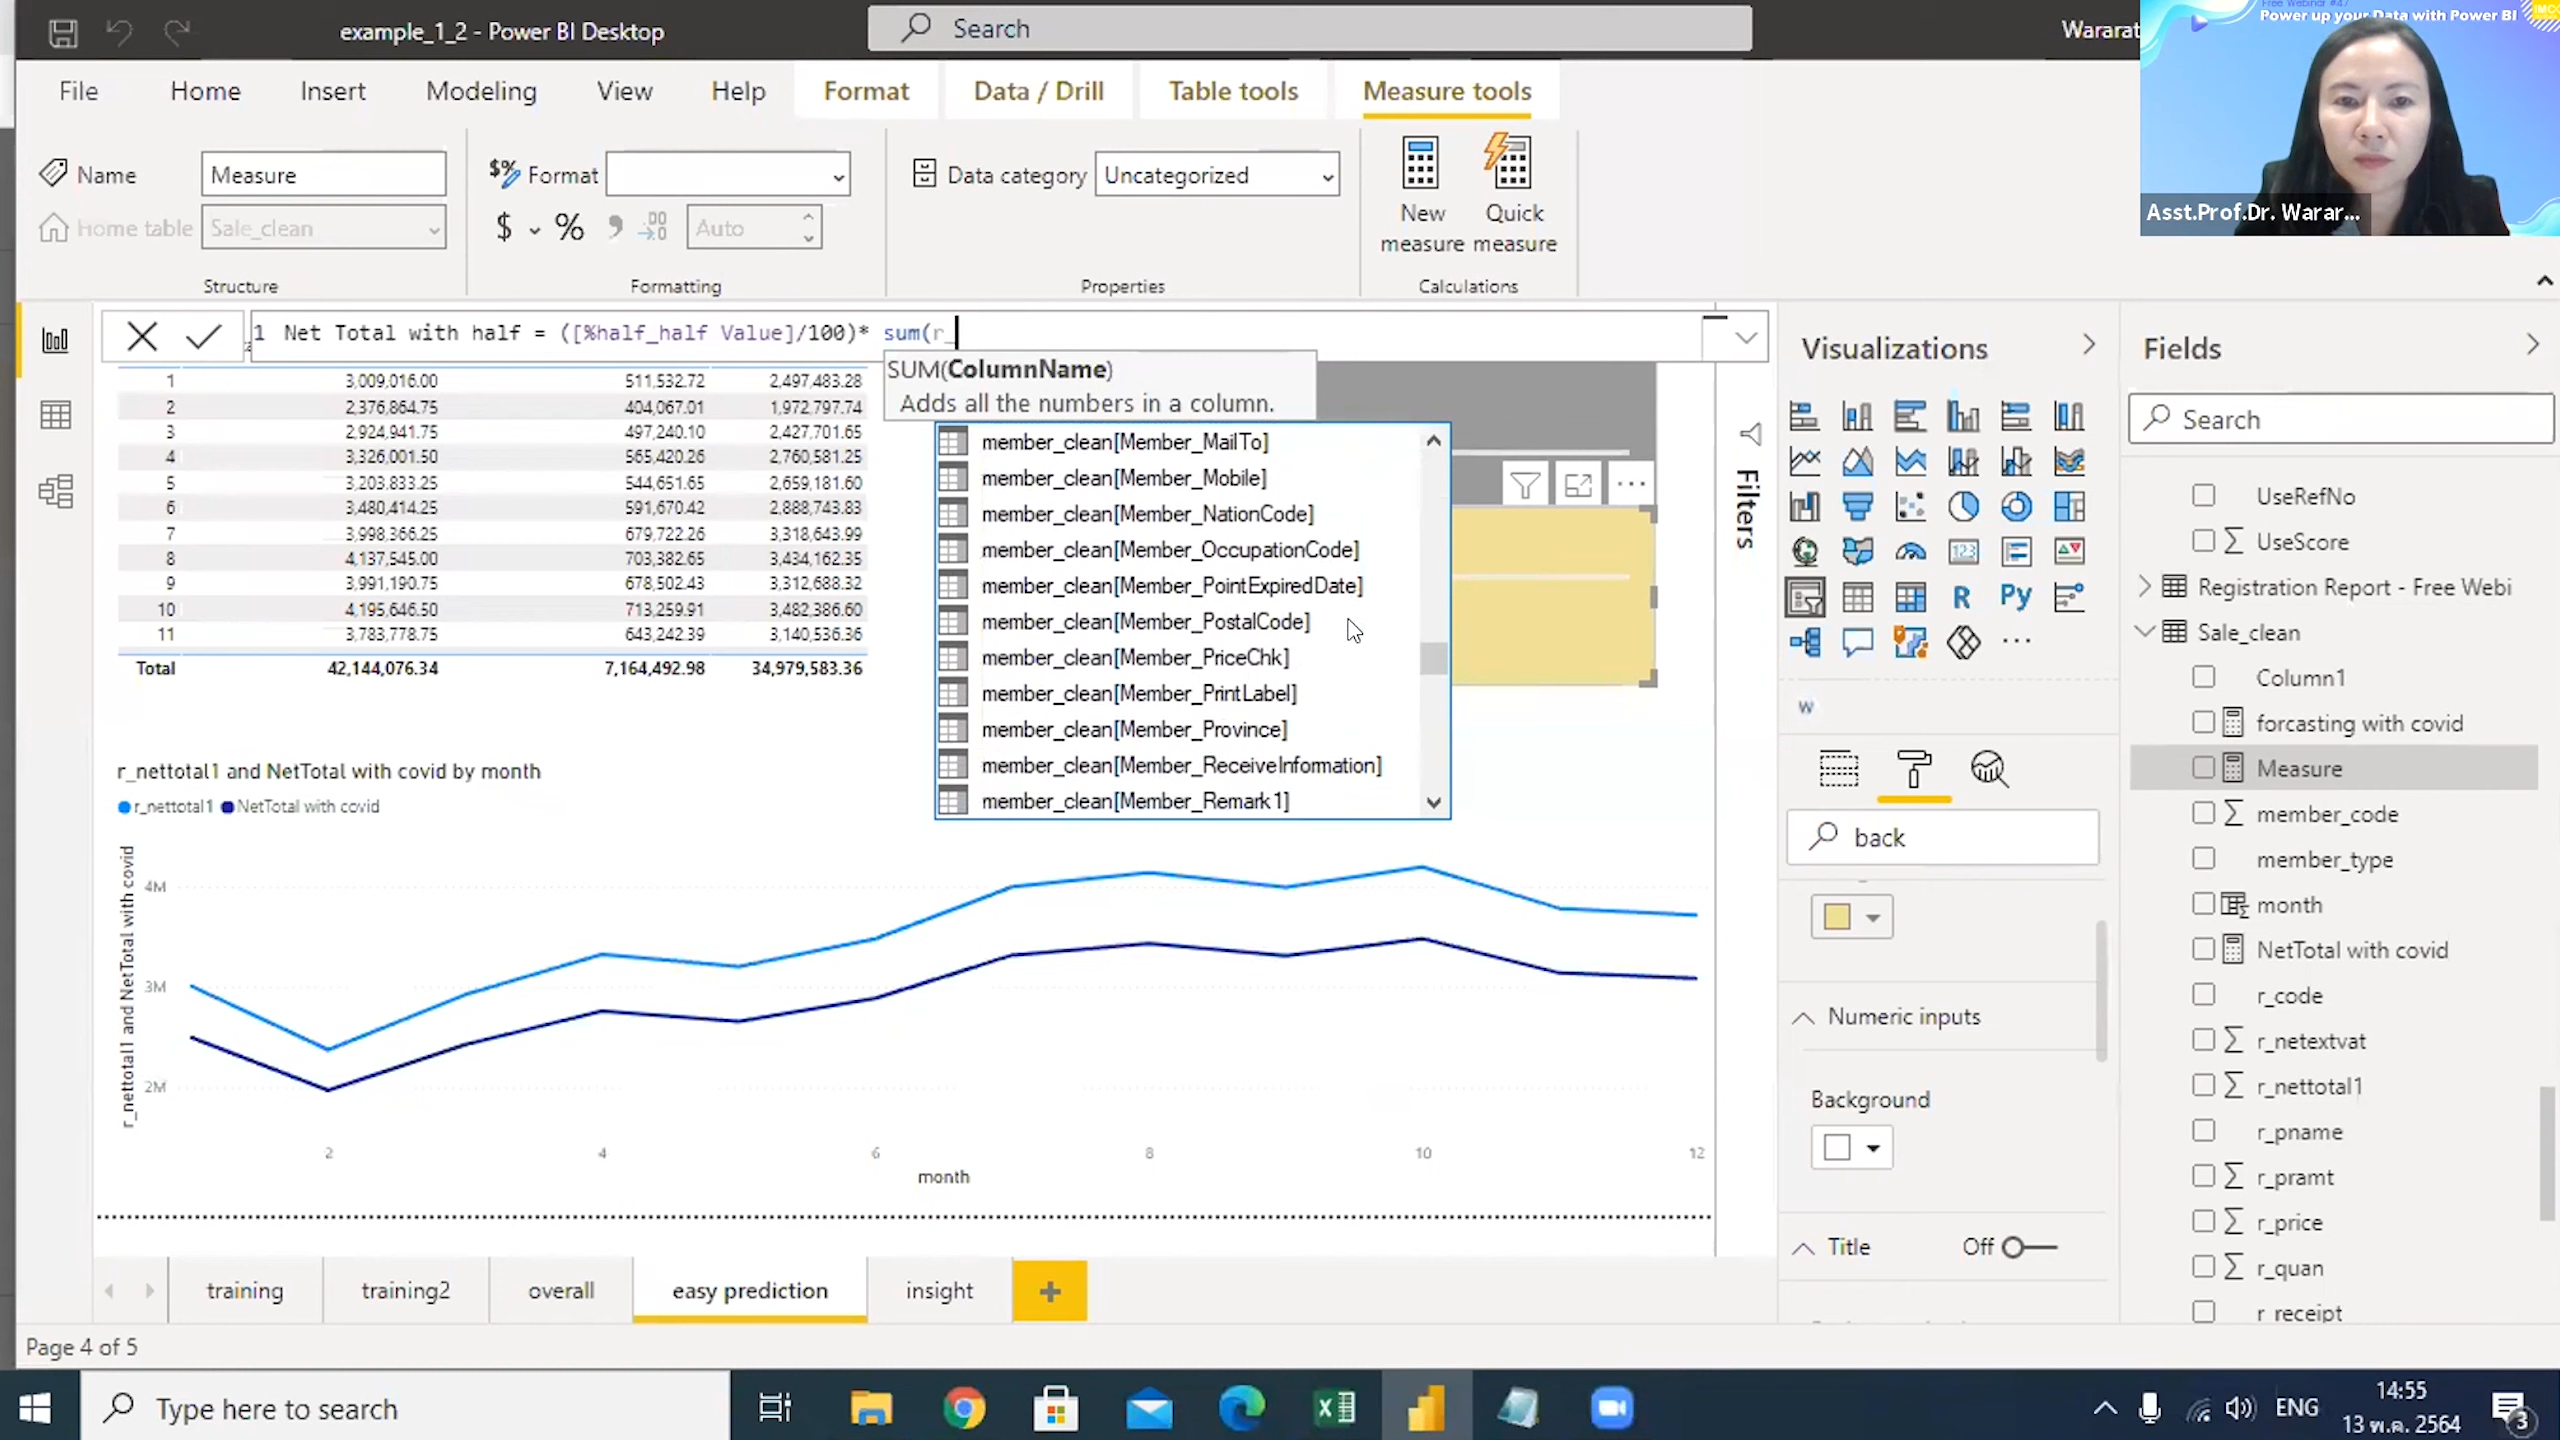 example_1_2 - Power BI Desktop
Search
Wararat
Free Webinar #47
Power up your Data with Power BI
IMC
Asst.Prof.Dr. Warar...
File
Home
Insert
Modeling
View
Help
Format
Data / Drill
Table tools
Measure tools
Name
Measure
Home table
Sale_clean
Structure
Format
$ % Auto
Formatting
Data category
Uncategorized
Properties
New measure
Quick measure
Calculations
1 Net Total with half = ([%half_half Value]/100)* sum(r_
SUM(ColumnName)
Adds all the numbers in a column.
1 3,009,016.00 511,532.72 2,497,483.28
2 2,376,864.75 404,067.01 1,972,797.74
3 2,924,941.75 497,240.10 2,427,701.65
4 3,326,001.50 565,420.26 2,760,581.25
5 3,203,833.25 544,651.65 2,659,181.60
6 3,480,414.25 591,670.42 2,888,743.83
7 3,998,366.25 679,722.26 3,318,643.99
8 4,137,545.00 703,382.65 3,434,162.35
9 3,991,190.75 678,502.43 3,312,688.32
10 4,195,646.50 713,259.91 3,482,386.60
11 3,783,778.75 643,242.39 3,140,536.36
Total 42,144,076.34 7,164,492.98 34,979,583.36
member_clean[Member_MailTo]
member_clean[Member_Mobile]
member_clean[Member_NationCode]
member_clean[Member_OccupationCode]
member_clean[Member_PointExpiredDate]
member_clean[Member_PostalCode]
member_clean[Member_PriceChk]
member_clean[Member_PrintLabel]
member_clean[Member_Province]
member_clean[Member_ReceiveInformation]
member_clean[Member_Remark1]
r_nettotal1 and NetTotal with covid by month
r_nettotal1 NetTotal with covid
r_nettotal1 and NetTotal with covid
4M
3M
2M
2 4 6 8 10 12
month
Filters
Visualizations
R Py
123
W
back
Numeric inputs
Background
Title Off
Fields
Search
UseRefNo
UseScore
Registration Report - Free Webi
Sale_clean
Column1
forcasting with covid
Measure
member_code
member_type
month
NetTotal with covid
r_code
r_netextvat
r_nettotal1
r_pname
r_pramt
r_price
r_quan
r_receipt
training
training2
overall
easy prediction
insight
+
Page 4 of 5
Type here to search
ENG
14:55
13 พ.ค. 2564
3